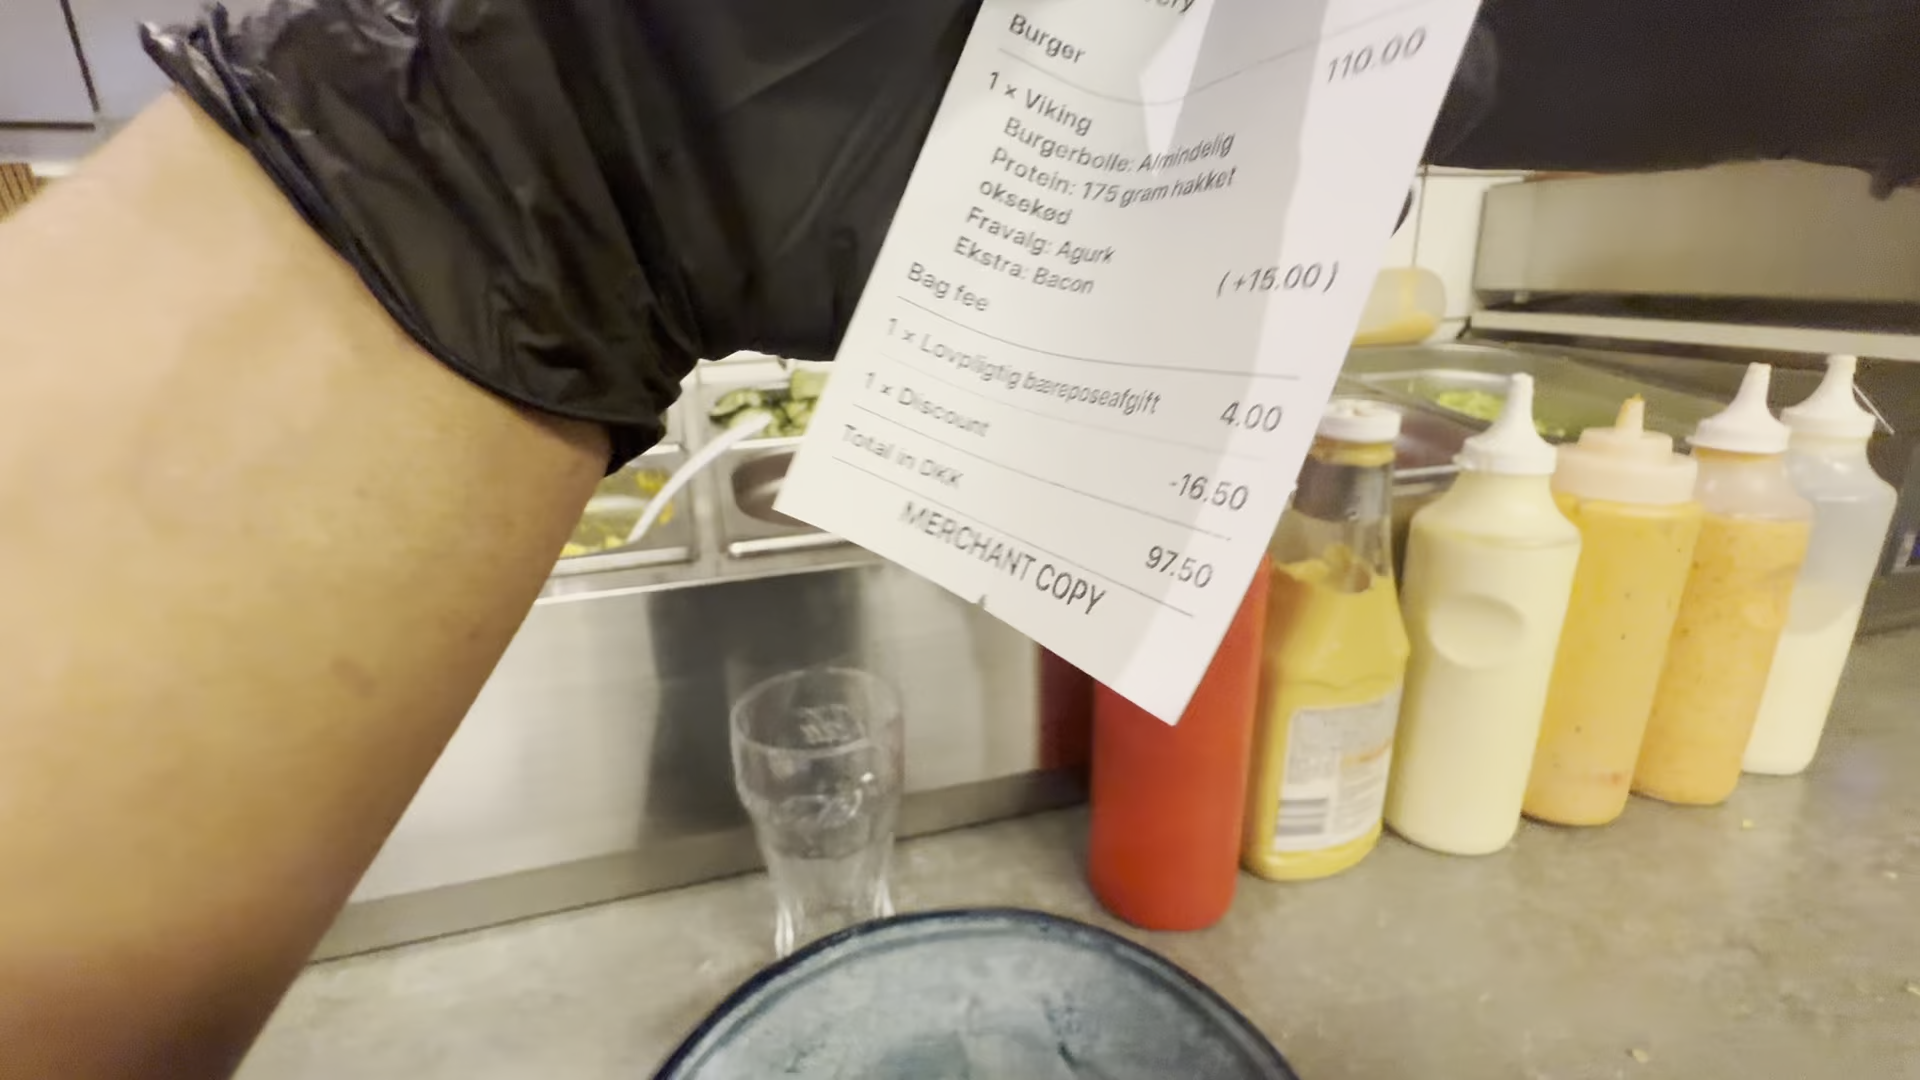 Burger
110.00
1 x Viking
Burgerbolle: Almindelig
Protein: 175 gram hakket
oksekød
Fravalg: Agurk
Ekstra: Bacon (+15.00)
Bag fee
1 x Lovpligtig bæreposeafgift 4.00
1 x Discount -16.50
Total in DKK 97.50
MERCHANT COPY